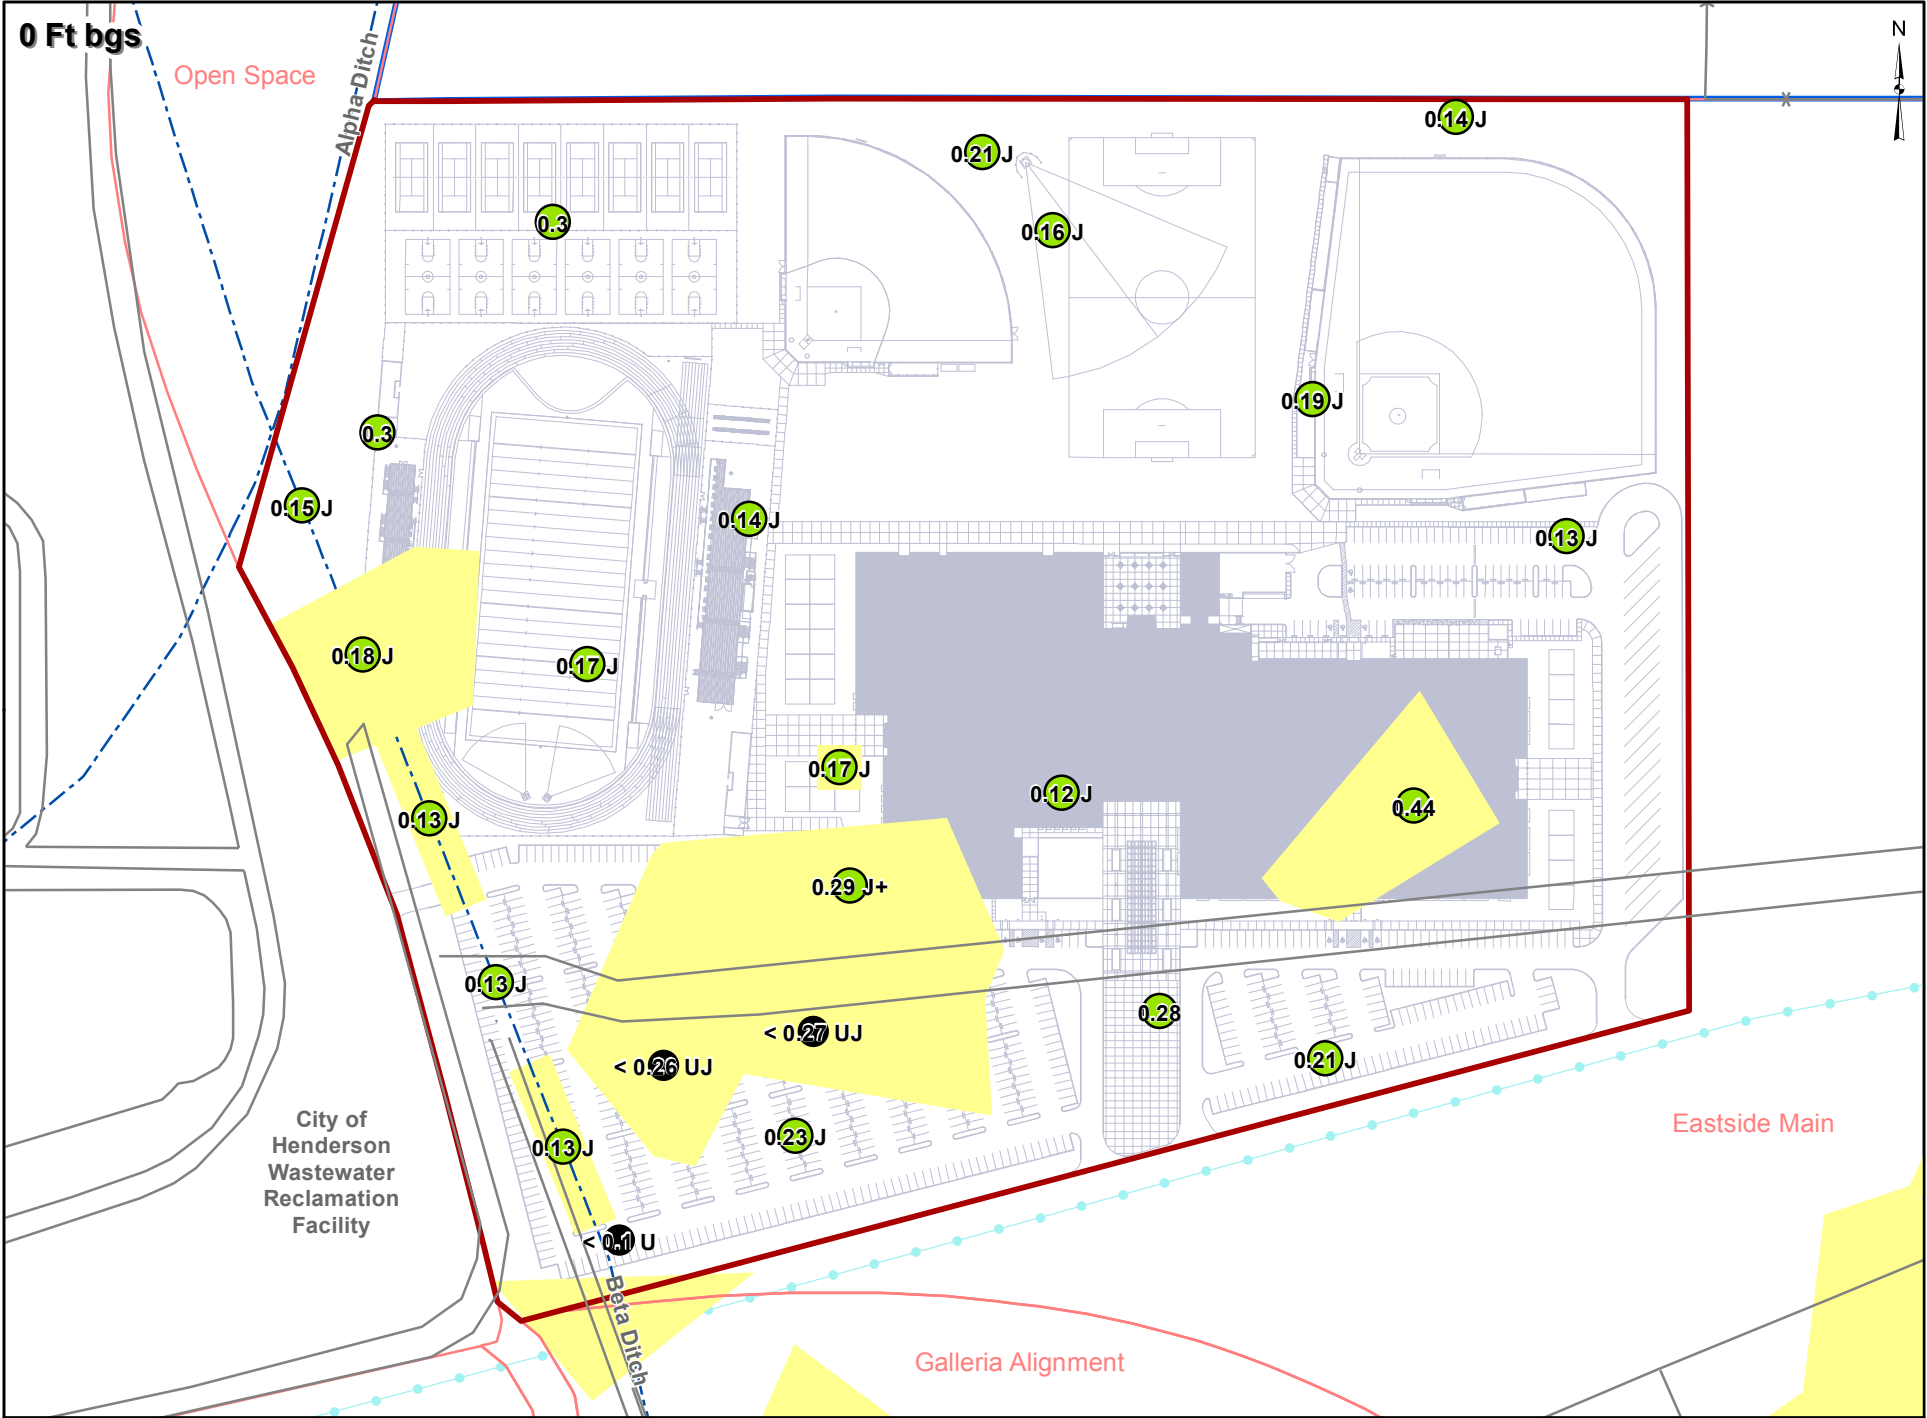 0 Ft bgs
N
Open Space
Alpha Ditch
0.14 J
0.21 J
0.3
0.16 J
0.19 J
0.3
0.15 J
0.14 J
0.13 J
0.18 J
0.17 J
0.17 J
0.12 J
0.44
0.13 J
0.29 J+
0.13 J
0.28
< 0.27 UJ
< 0.26 UJ
0.21 J
0.23 J
0.13 J
< 0.1 U
City of
Henderson
Wastewater
Reclamation
Facility
Eastside Main
Beta Ditch
Galleria Alignment